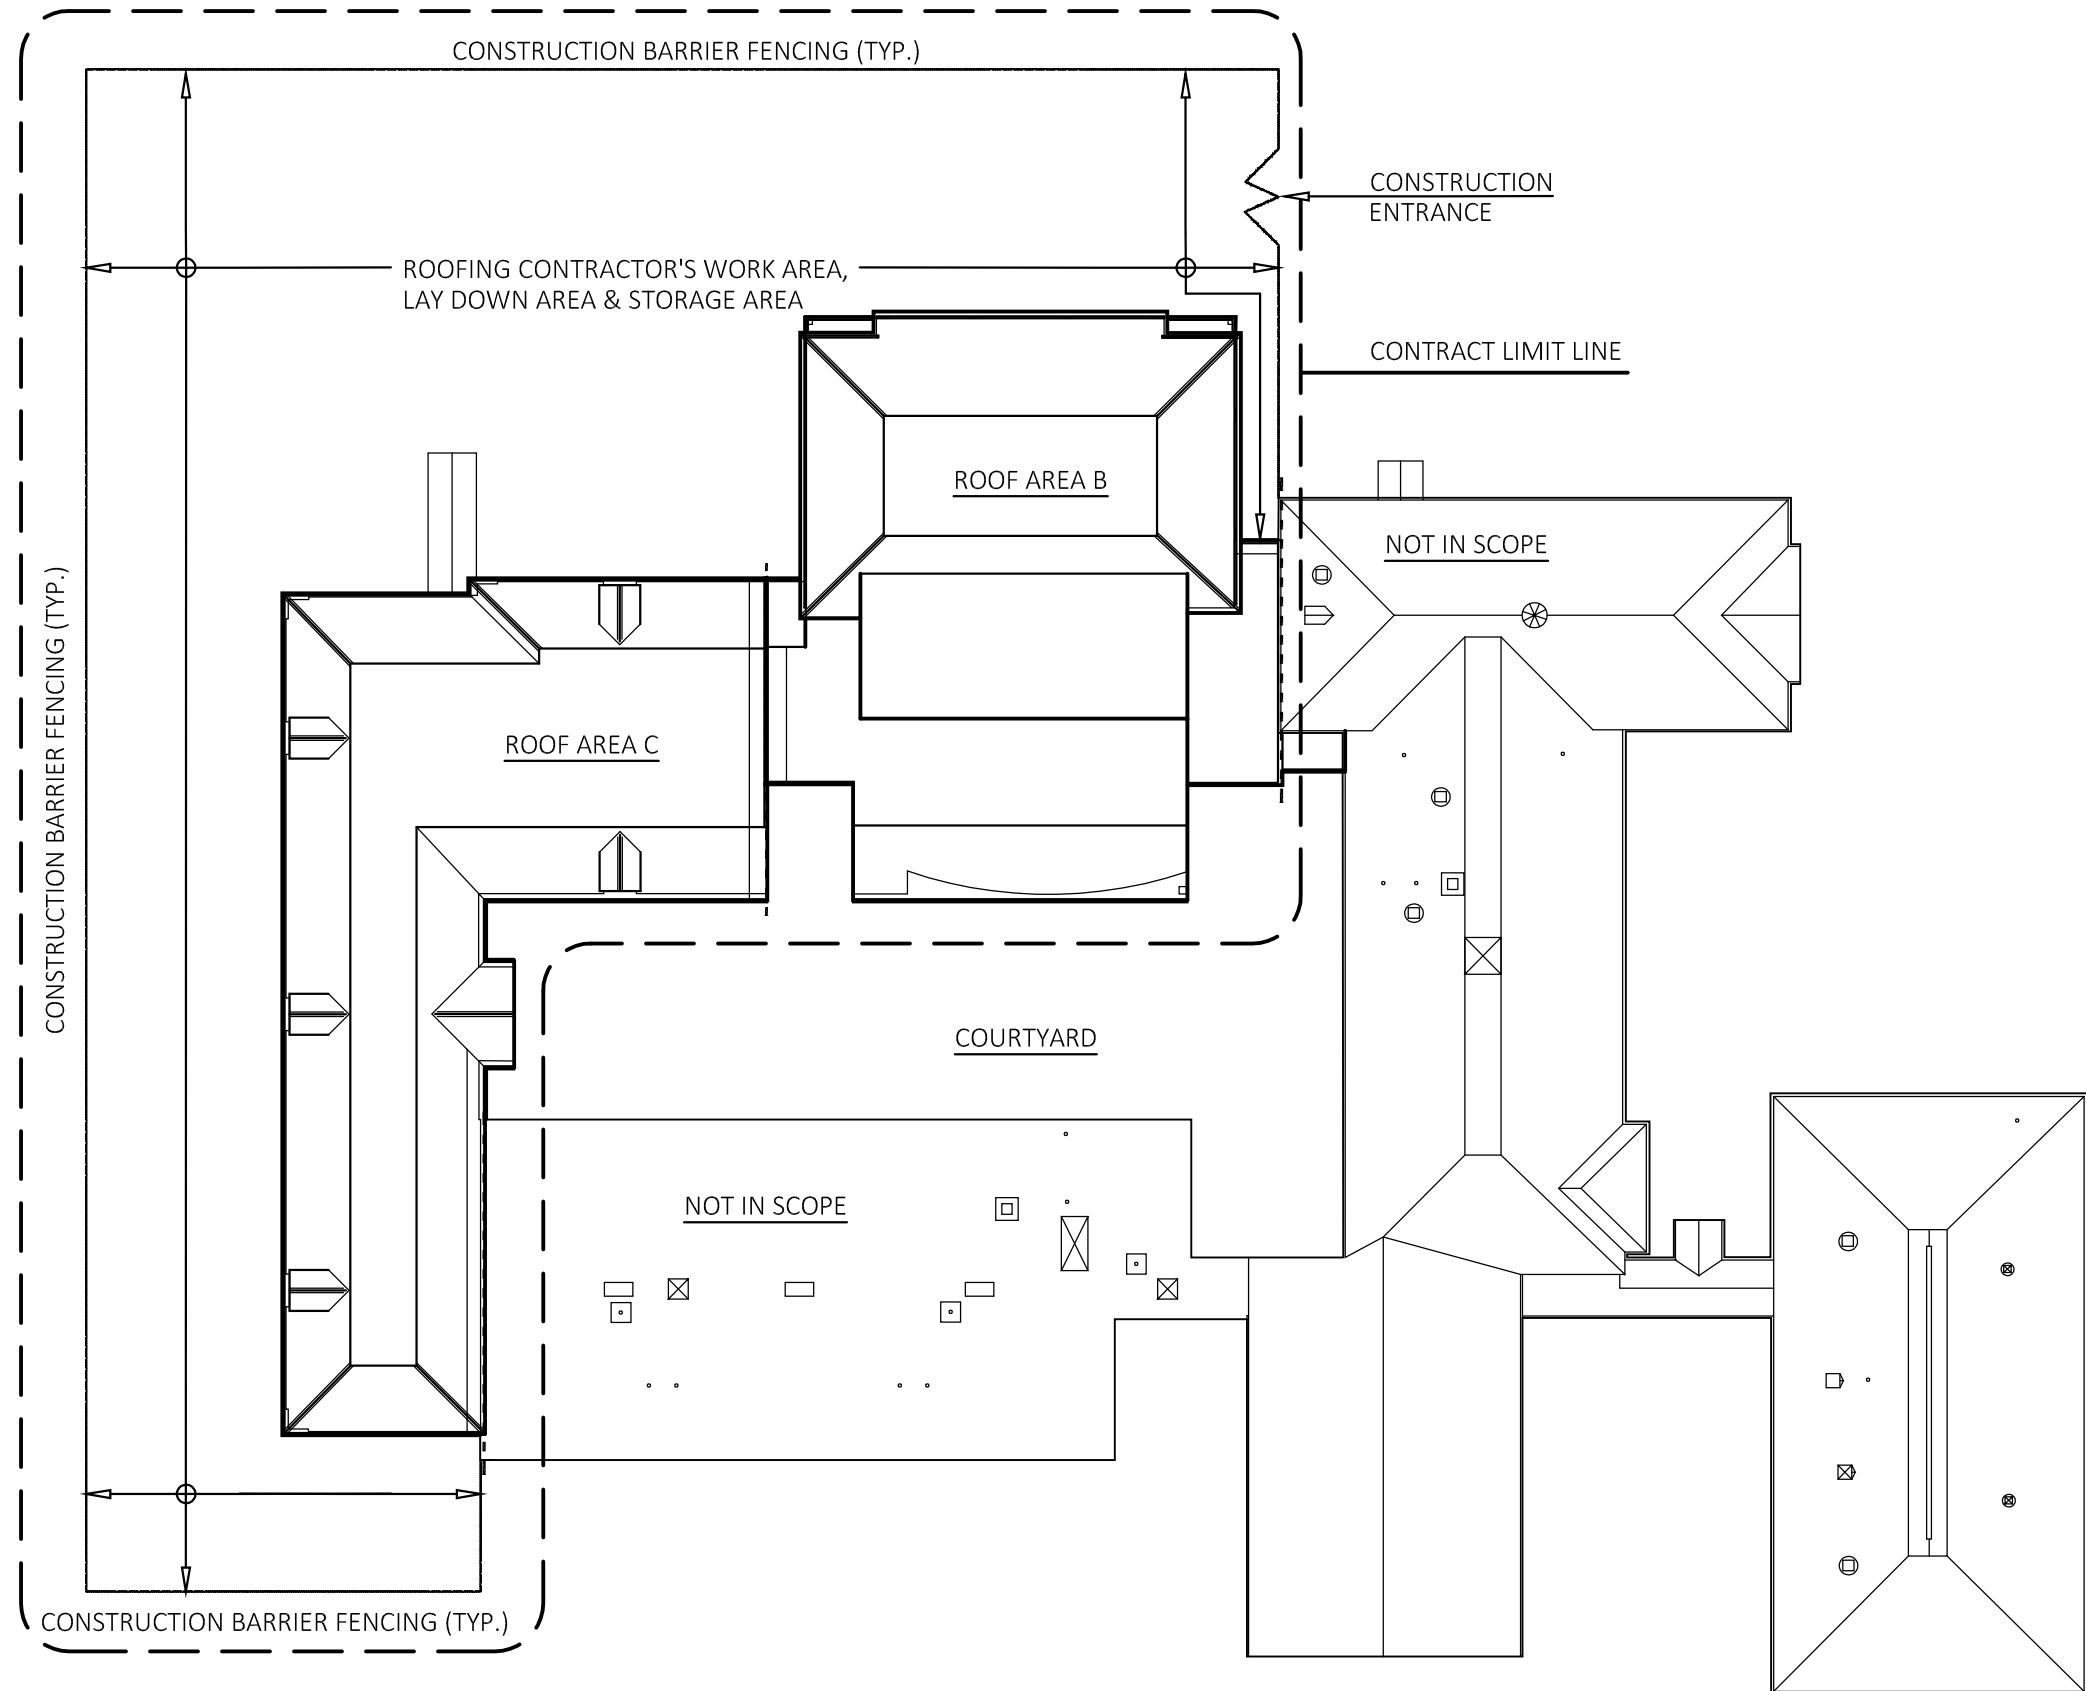 CONSTRUCTION BARRIER FENCING (TYP.)
CONSTRUCTION
ENTRANCE
ROOFING CONTRACTOR'S WORK AREA,
LAY DOWN AREA & STORAGE AREA
CONTRACT LIMIT LINE
ROOF AREA B
NOT IN SCOPE
CONSTRUCTION BARRIER FENCING (TYP.)
ROOF AREA C
COURTYARD
NOT IN SCOPE
CONSTRUCTION BARRIER FENCING (TYP.)